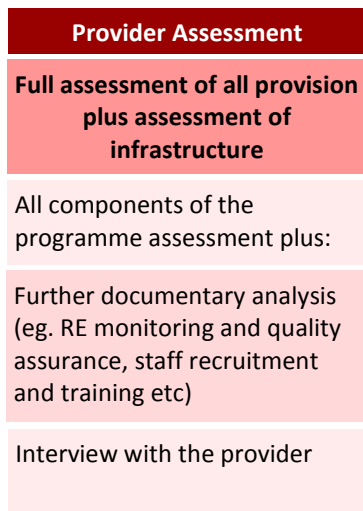 Provider Assessment
Full assessment of all provision
plus assessment of
infrastructure
All components of the
programme assessment plus:
Further documentary analysis
(eg. RE monitoring and quality
assurance, staff recruitment
and training etc)
Interview with the provider